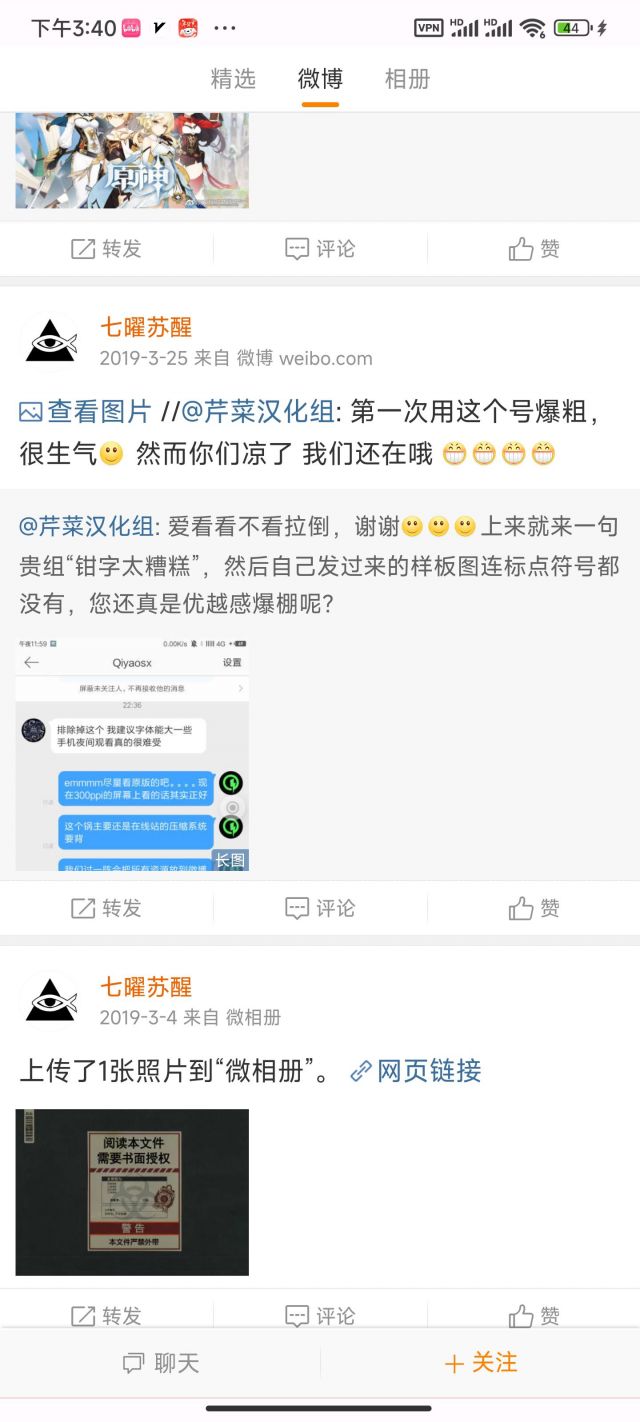 下午3:40 LaLa VPN HD HD 6 44
精选 微博 相册
原神
转发 评论 赞
七曜苏醒
2019-3-25 来自 微博 weibo.com
查看图片 //@芹菜汉化组: 第一次用这个号爆粗，
很生气 然而你们凉了 我们还在哦
@芹菜汉化组: 爱看看不看拉倒，谢谢上来就来一句
贵组“钳字太糟糕”，然后自己发过来的样板图连标点符号都
没有，您还真是优越感爆棚呢？
午夜11:59 0.00K/s 4G
Qiyaosx 设置
屏蔽未关注人，不再接收他的消息
22:36
排除掉这个 我建议字体能大一些
手机夜间观看真的很难受
emmmm尽量看原版的吧。。。。现
在300ppi的屏幕上看的话其实正好
这个锅主要还是在线站的压缩系统
要背
我们过一阵会把所有资源放到微博
长图
转发 评论 赞
七曜苏醒
2019-3-4 来自 微相册
上传了1张照片到“微相册”。 网页链接
阅读本文件
需要书面授权
警告
本文件严禁外带
转发 评论 赞
聊天 关注